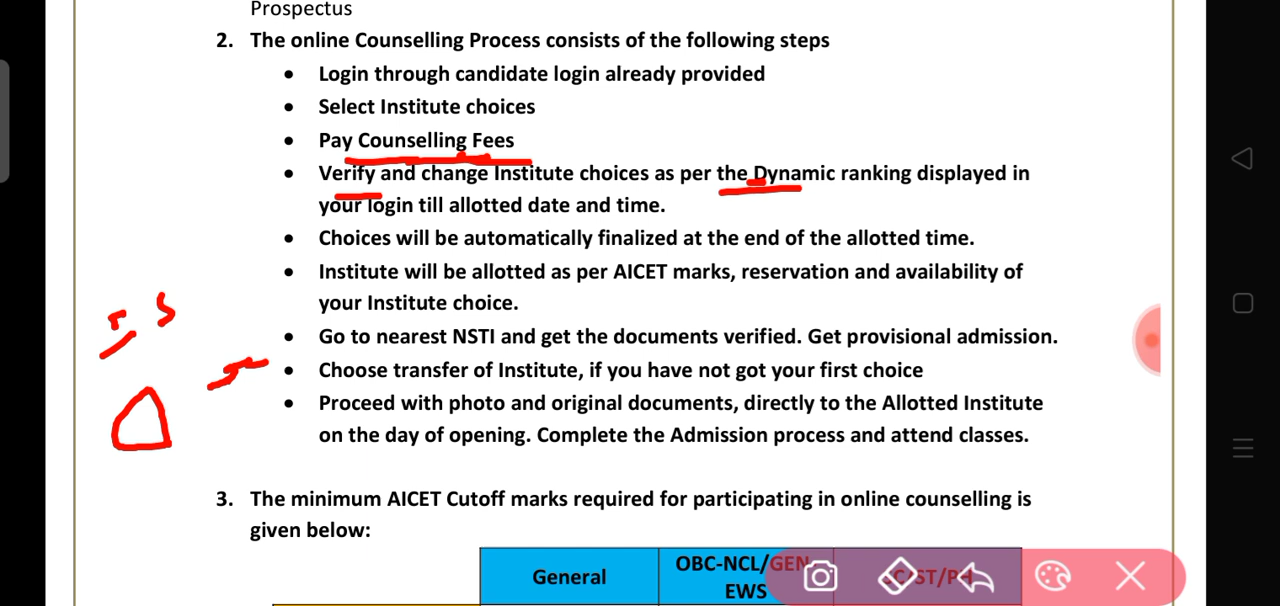 Prospectus
2. The online Counselling Process consists of the following steps
• Login through candidate login already provided
• Select Institute choices
• Pay Counselling Fees
• Verify and change Institute choices as per the Dynamic ranking displayed in
your login till allotted date and time.
• Choices will be automatically finalized at the end of the allotted time.
• Institute will be allotted as per AICET marks, reservation and availability of
your Institute choice.
• Go to nearest NSTI and get the documents verified. Get provisional admission.
• Choose transfer of Institute, if you have not got your first choice
• Proceed with photo and original documents, directly to the Allotted Institute
on the day of opening. Complete the Admission process and attend classes.
3. The minimum AICET Cutoff marks required for participating in online counselling is
given below:
General
OBC-NCL/GEN
EWS